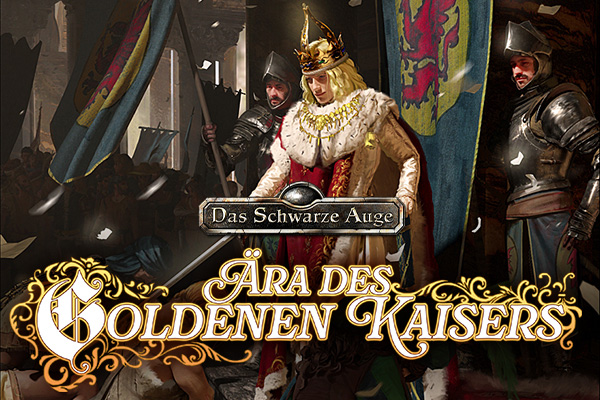 Das Schwarze Auge
Ära des
Goldenen Kaisers